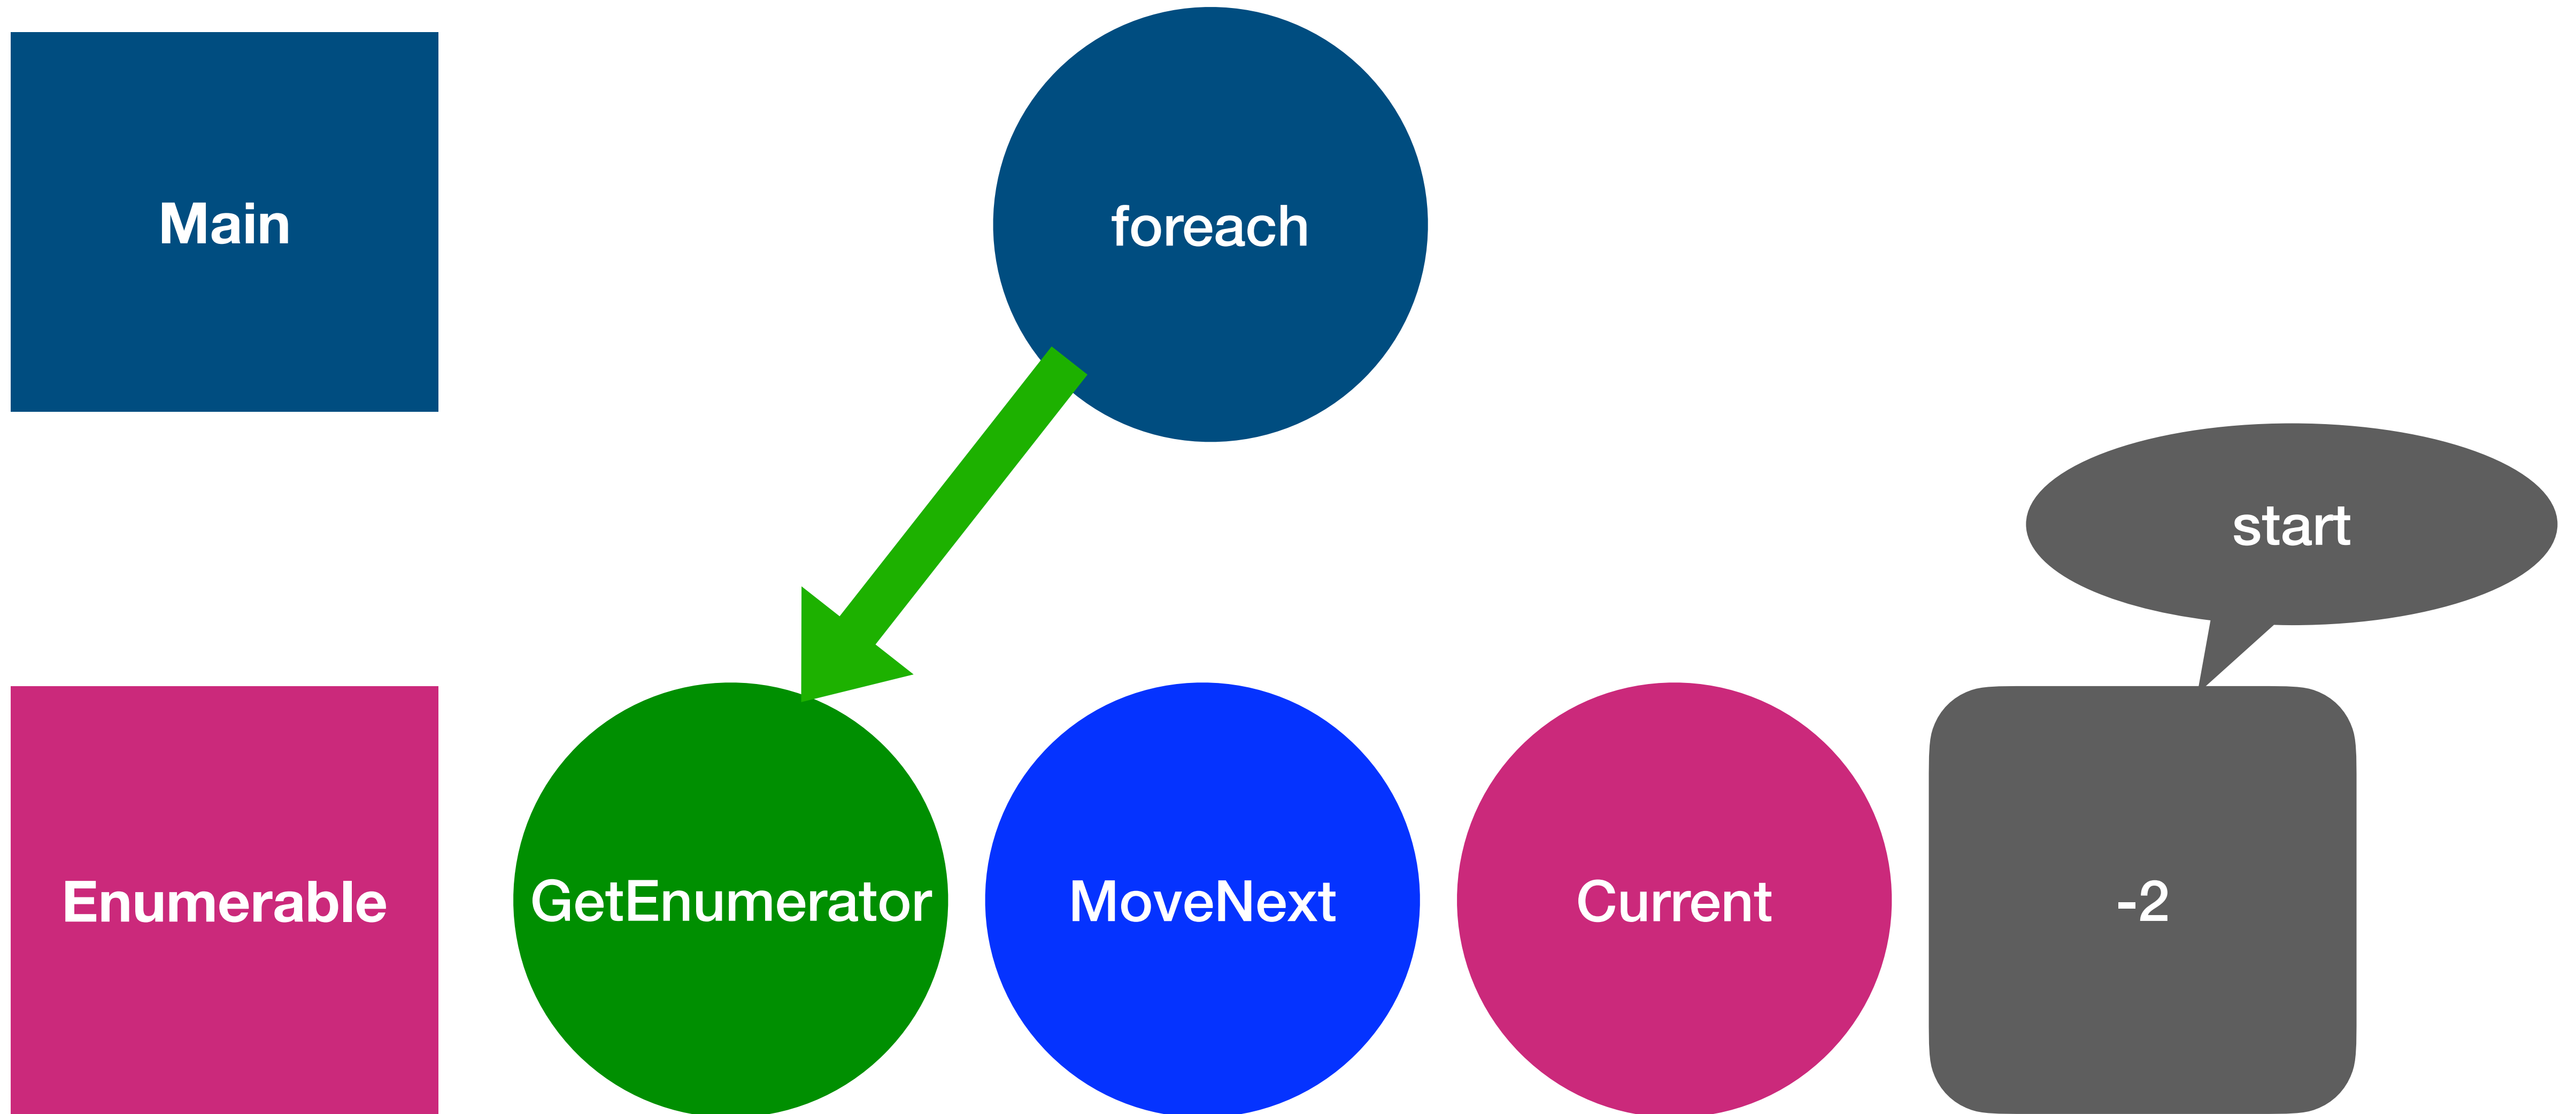 Main
foreach
start
Enumerable
GetEnumerator
MoveNext
Current
-2